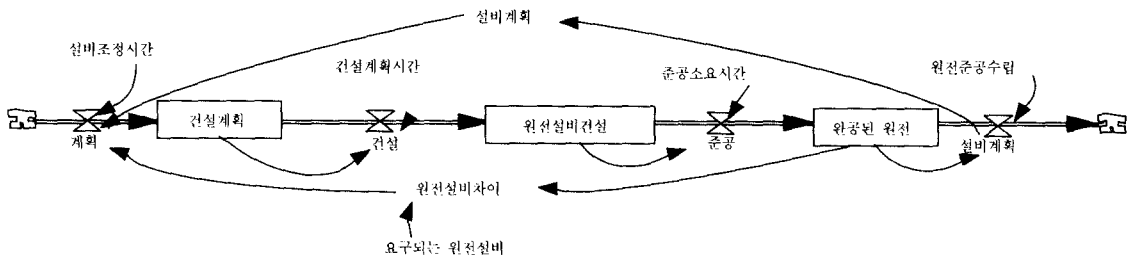 설비계획
설비조정시간
건설계획시간
준공소요시간
원전준공수립
건설계획
원전설비건설
완공된 원전
계획
건설
준공
설비계획
원전설비차이
요구되는 원전설비